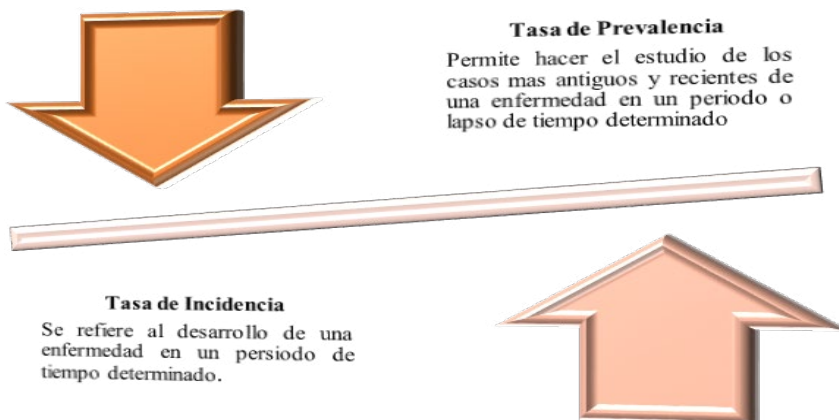 Tasa de Prevalencia
Permite hacer el estudio de los
casos mas antiguos y recientes de
una enfermedad en un periodo o
lapso de tiempo determinado
Tasa de Incidencia
Se refiere al desarrollo de una
enfermedad en un persiodo de
tiempo determinado.